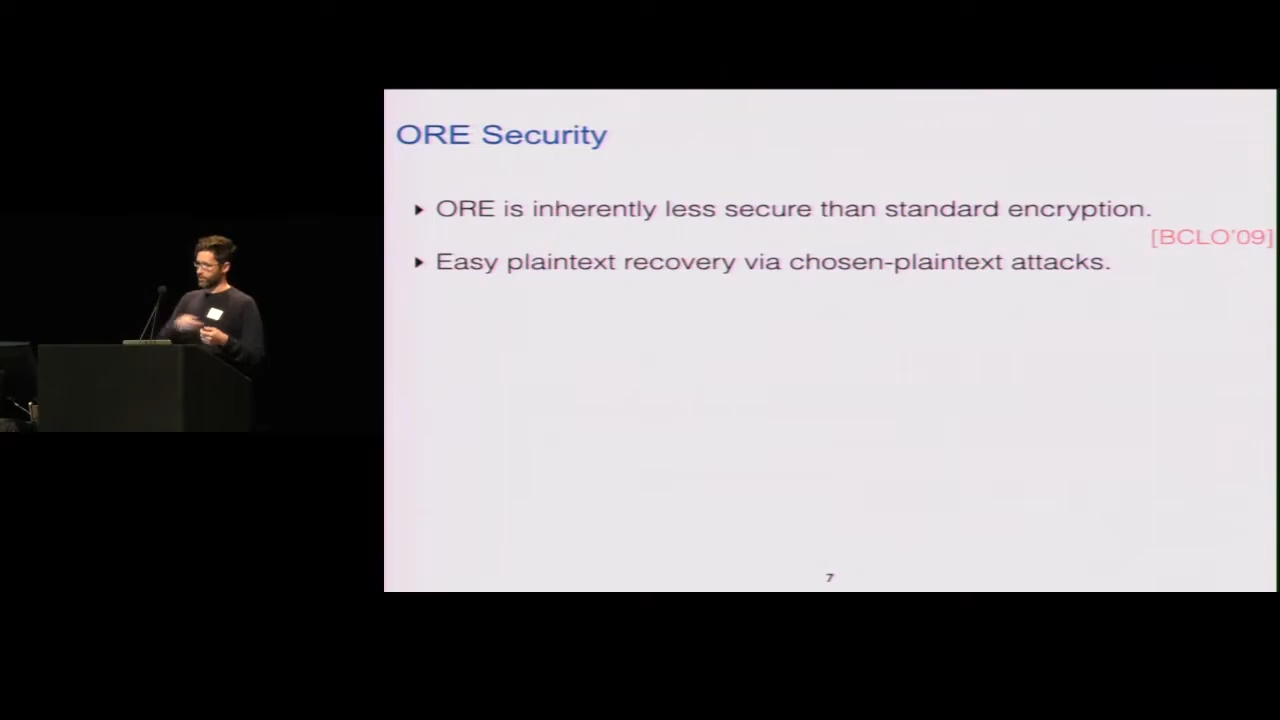 ORE Security
▸ ORE is inherently less secure than standard encryption.
[BCLO'09]
▸ Easy plaintext recovery via chosen-plaintext attacks.
7